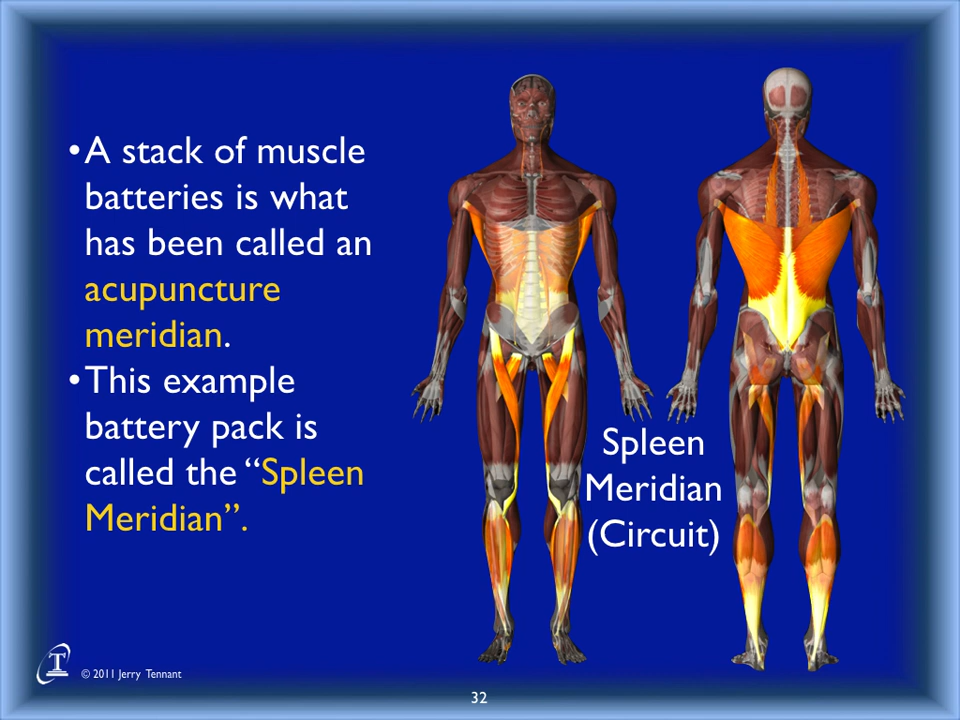 •A stack of muscle
batteries is what
has been called an
acupuncture
meridian.
•This example
battery pack is
called the “Spleen
Meridian”.
Spleen
Meridian
(Circuit)
T
© 2011 Jerry Tennant
32